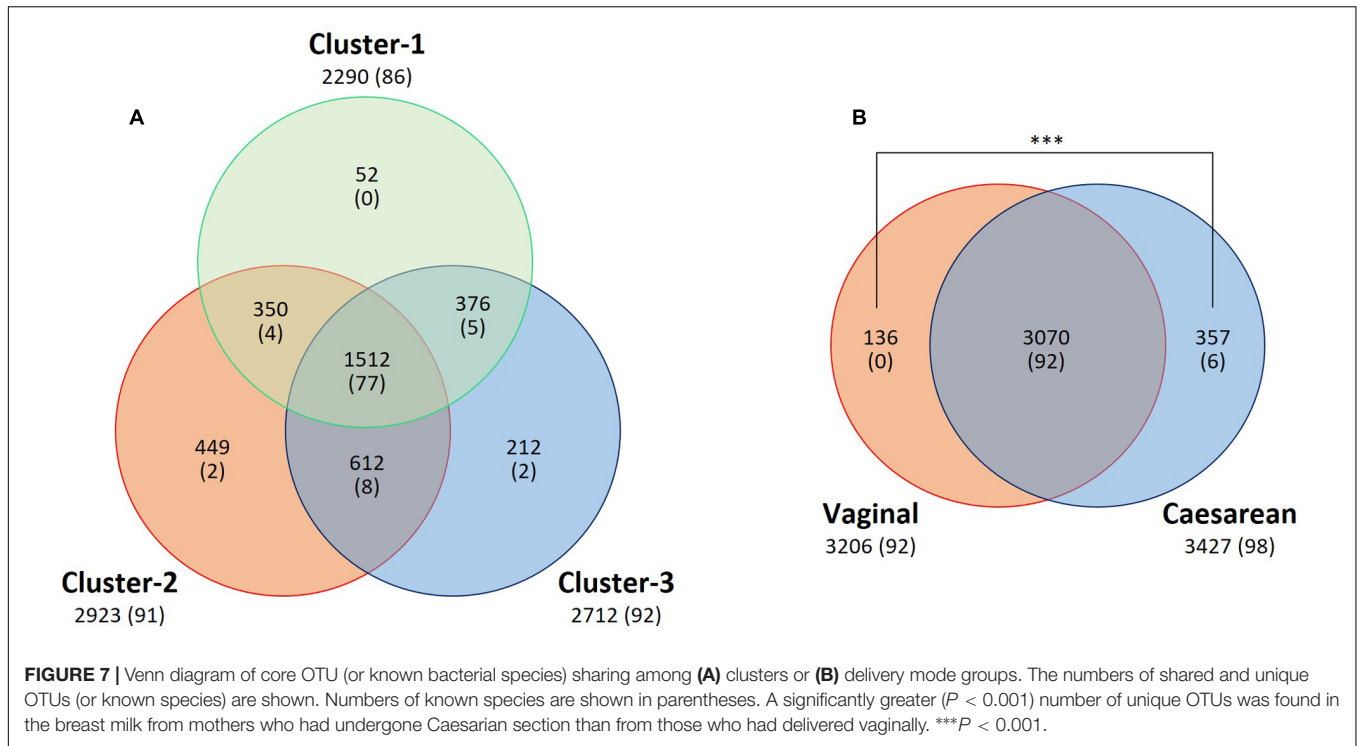 Cluster-1
2290 (86)
A
52
(0)
350
(4)
376
(5)
1512
(77)
449
(2)
612
(8)
212
(2)
Cluster-2
2923 (91)
Cluster-3
2712 (92)
B
***
136
(0)
3070
(92)
357
(6)
Vaginal
3206 (92)
Caesarean
3427 (98)
FIGURE 7 | Venn diagram of core OTU (or known bacterial species) sharing among (A) clusters or (B) delivery mode groups. The numbers of shared and unique
OTUs (or known species) are shown. Numbers of known species are shown in parentheses. A significantly greater (P < 0.001) number of unique OTUs was found in
the breast milk from mothers who had undergone Caesarian section than from those who had delivered vaginally. ***P < 0.001.